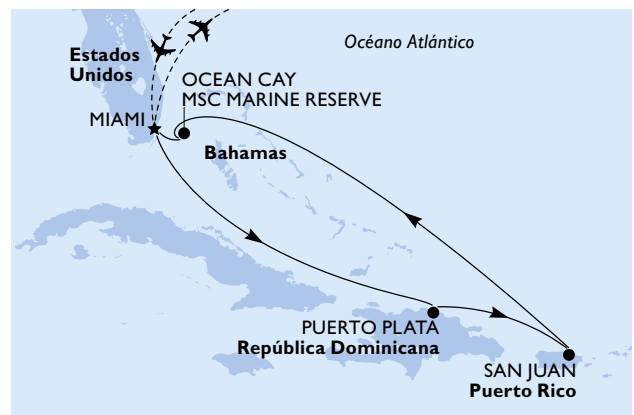 Océano Atlántico
Estados
Unidos
OCEAN CAY
MSC MARINE RESERVE
MIAMI
Bahamas
PUERTO PLATA
República Dominicana
SAN JUAN
Puerto Rico